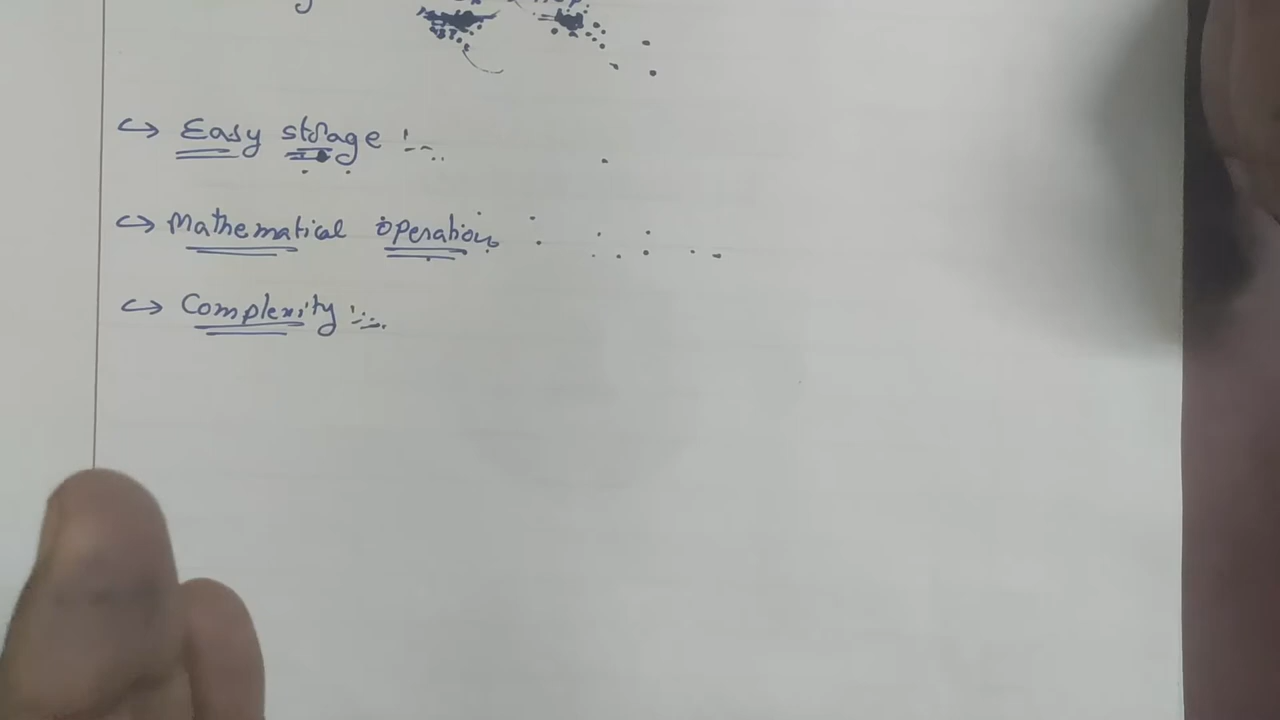 ↪ Easy storage :-
↪ Mathematical operations :
↪ Complexity :-